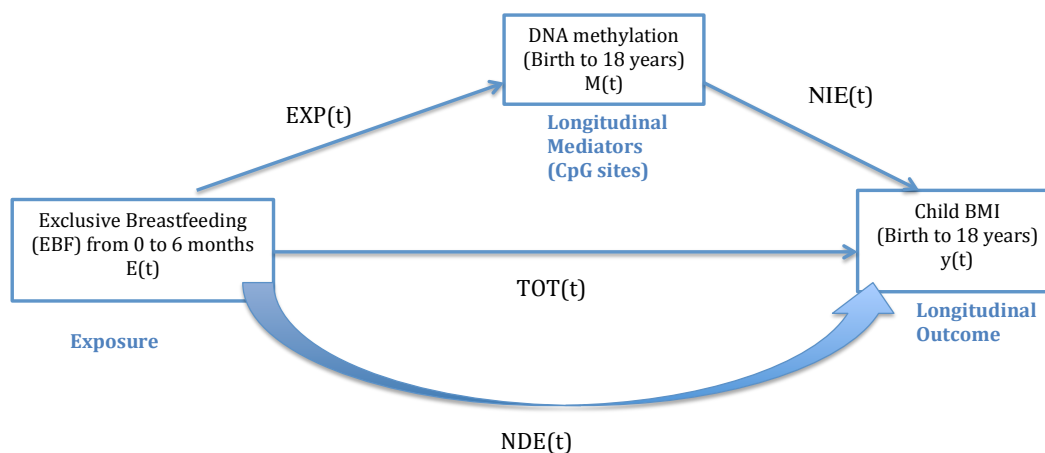 DNA methylation
(Birth to 18 years)
M(t)
EXP(t)
NIE(t)
Longitudinal
Mediators
(CpG sites)
Exclusive Breastfeeding
(EBF) from 0 to 6 months
E(t)
Child BMI
(Birth to 18 years)
y(t)
TOT(t)
Exposure
Longitudinal
Outcome
NDE(t)